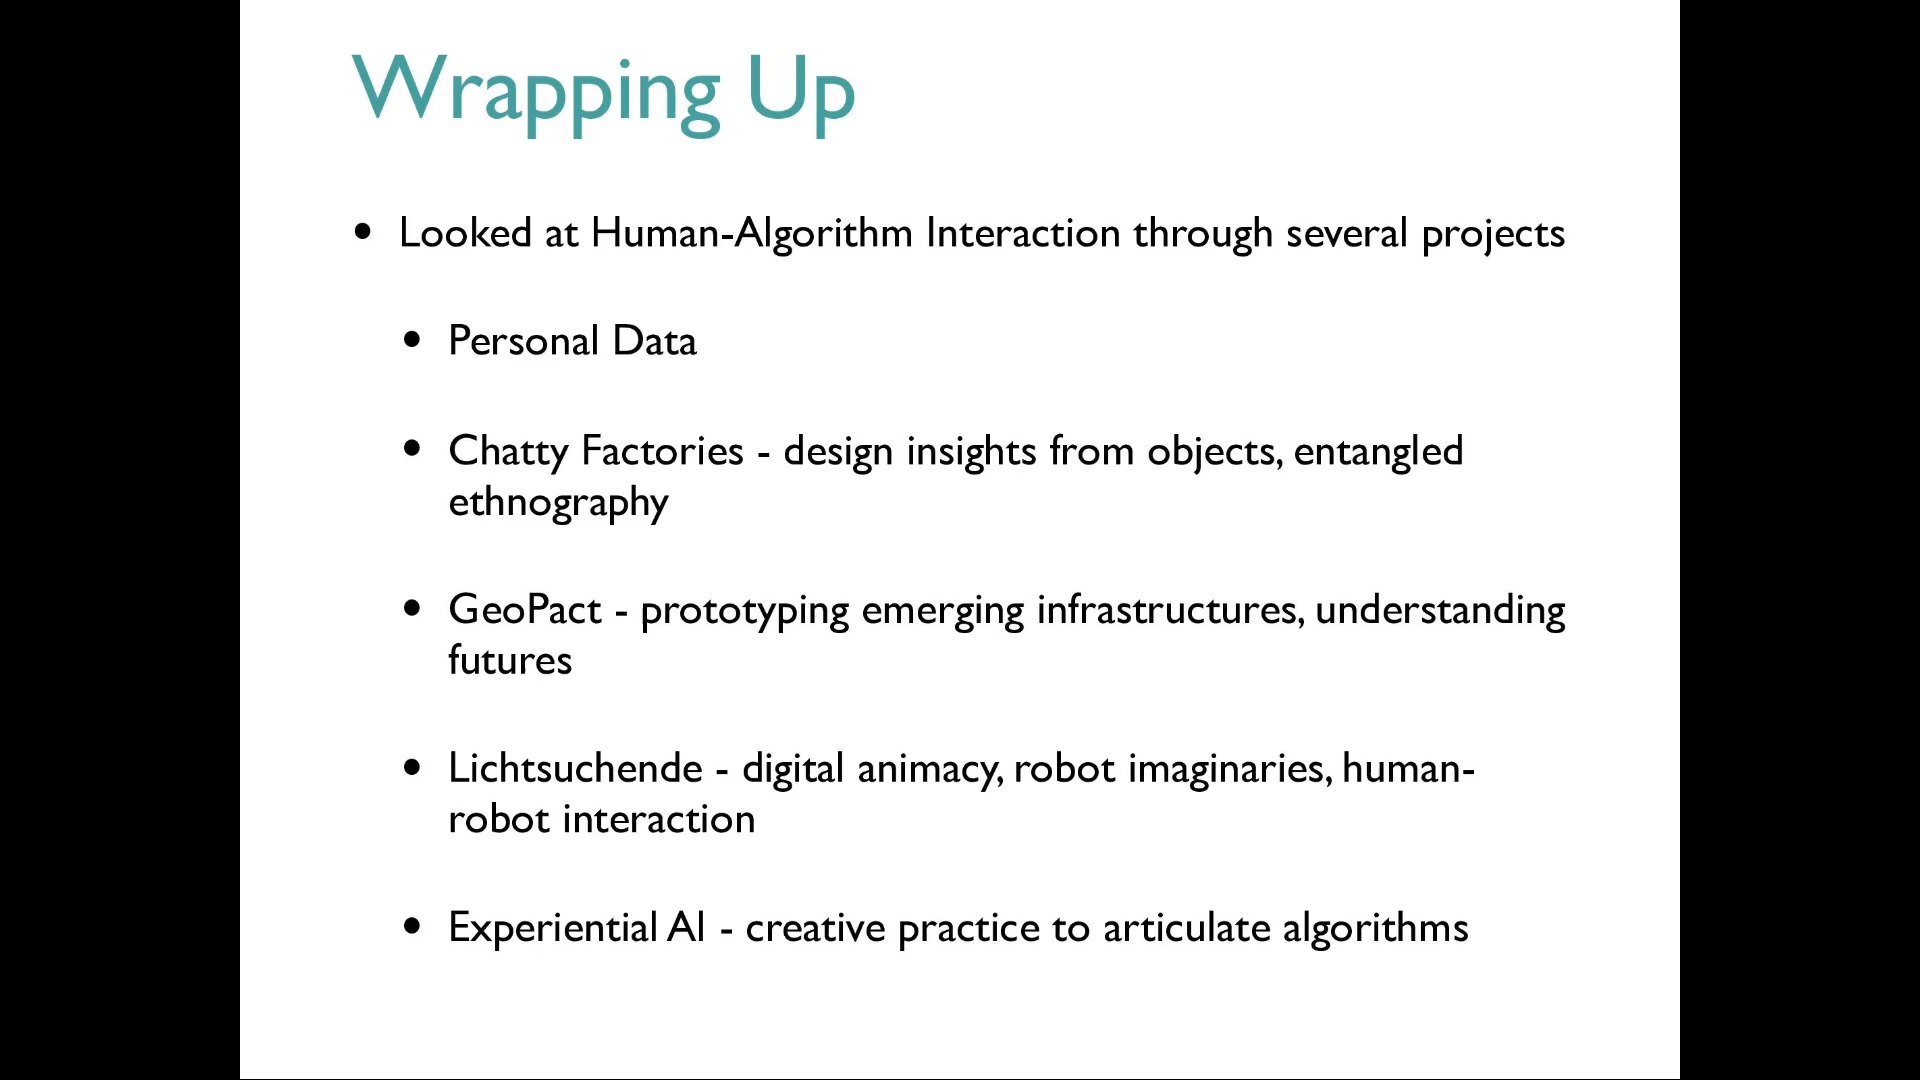 Wrapping Up
• Looked at Human-Algorithm Interaction through several projects
• Personal Data
• Chatty Factories - design insights from objects, entangled
ethnography
• GeoPact - prototyping emerging infrastructures, understanding
futures
• Lichtsuchende - digital animacy, robot imaginaries, human-
robot interaction
• Experiential AI - creative practice to articulate algorithms